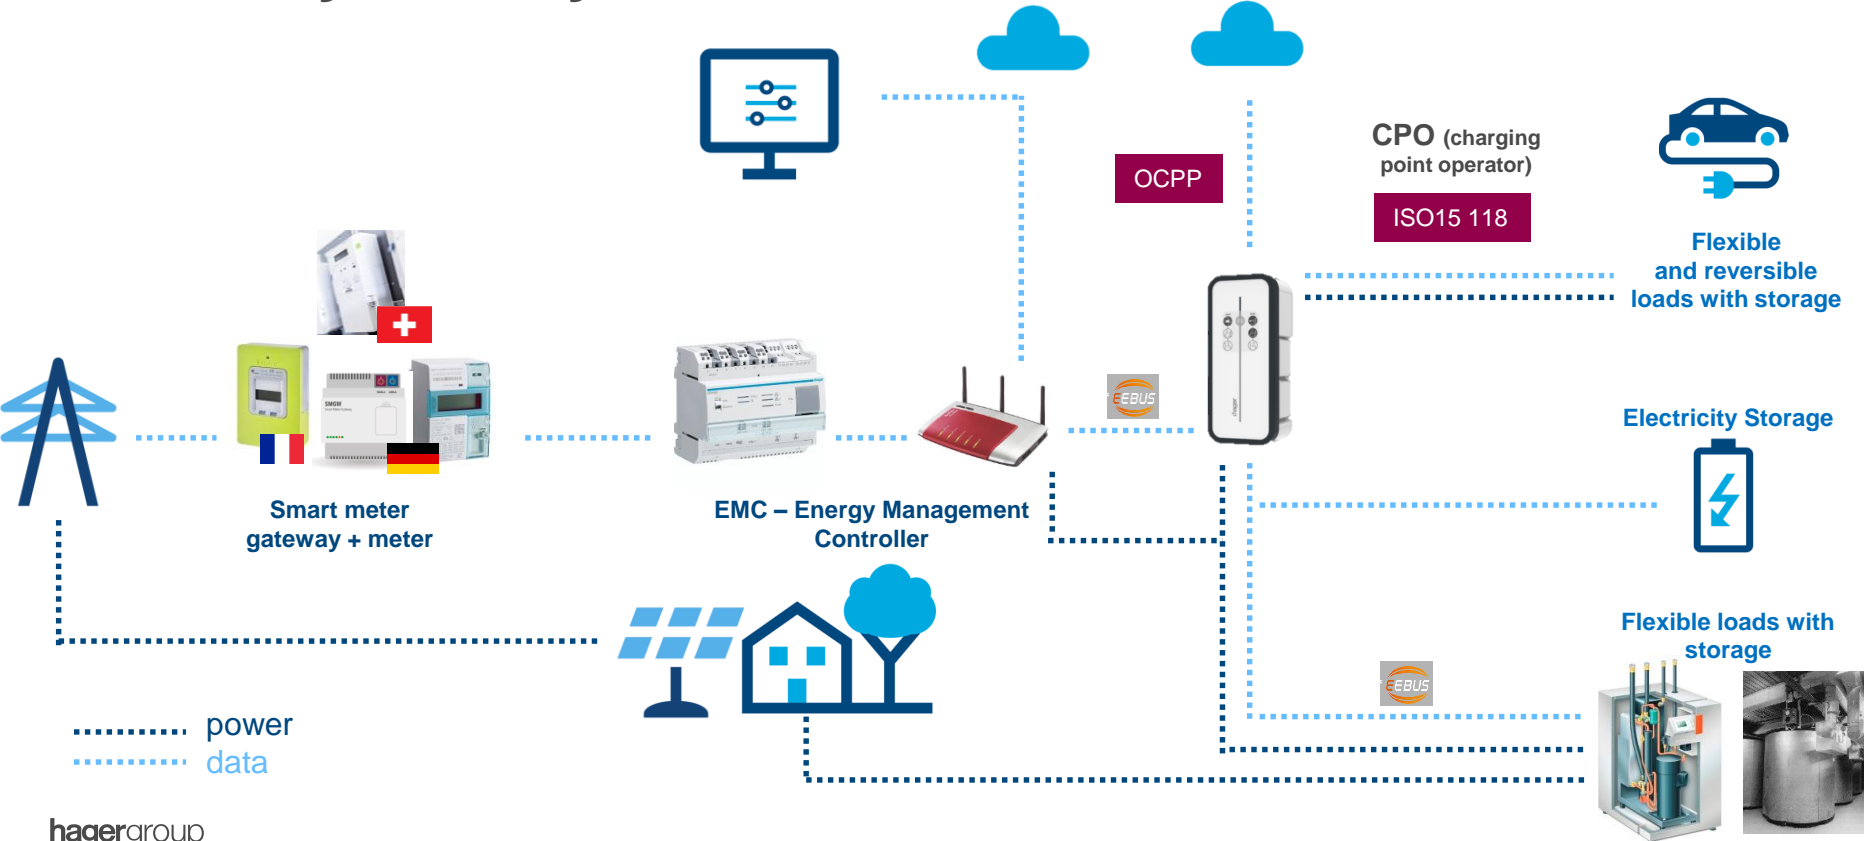 OCPP
CPO (charging
point operator)
ISO15 118
Flexible
and reversible
loads with storage
SMGW
EEBUS
Electricity Storage
Smart meter
gateway + meter
EMC – Energy Management
Controller
Flexible loads with
storage
EEBUS
power
data
hagergroup